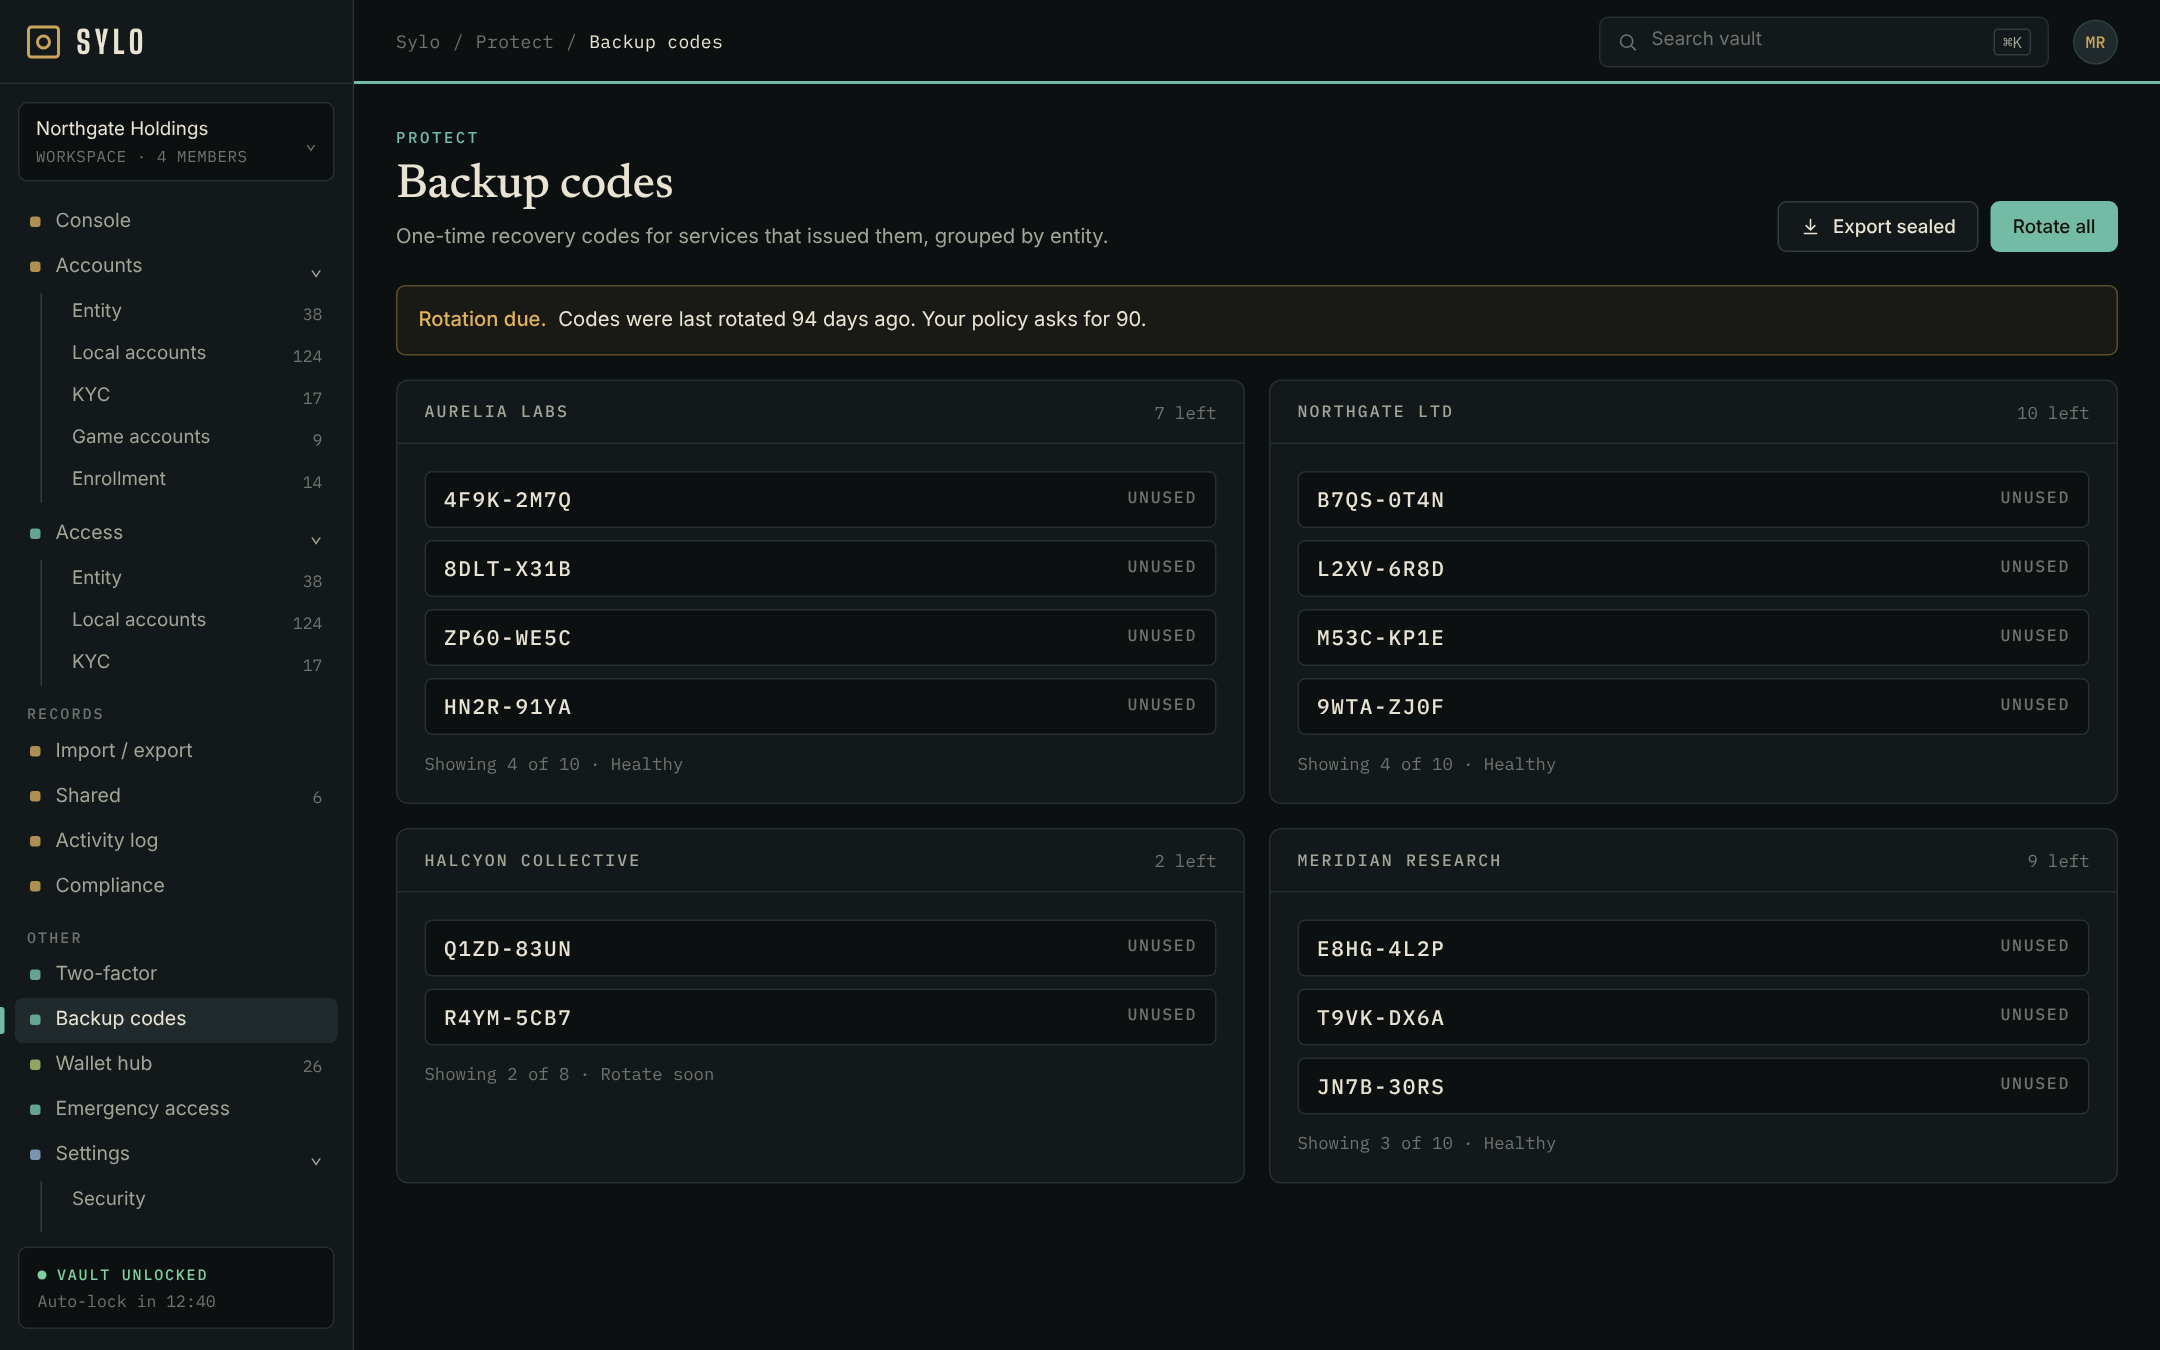 SYLO
Sylo / Protect / Backup codes
Search vault
⌘K
MR
Northgate Holdings
WORKSPACE · 4 MEMBERS
Console
Accounts
Entity 38
Local accounts 124
KYC 17
Game accounts 9
Enrollment 14
Access
Entity 38
Local accounts 124
KYC 17
RECORDS
Import / export
Shared 6
Activity log
Compliance
OTHER
Two-factor
Backup codes
Wallet hub 26
Emergency access
Settings
Security
VAULT UNLOCKED
Auto-lock in 12:40
PROTECT
Backup codes
One-time recovery codes for services that issued them, grouped by entity.
Export sealed
Rotate all
Rotation due. Codes were last rotated 94 days ago. Your policy asks for 90.
AURELIA LABS 7 left
4F9K-2M7Q UNUSED
8DLT-X31B UNUSED
ZP60-WE5C UNUSED
HN2R-91YA UNUSED
Showing 4 of 10 · Healthy
NORTHGATE LTD 10 left
B7QS-0T4N UNUSED
L2XV-6R8D UNUSED
M53C-KP1E UNUSED
9WTA-ZJ0F UNUSED
Showing 4 of 10 · Healthy
HALCYON COLLECTIVE 2 left
Q1ZD-83UN UNUSED
R4YM-5CB7 UNUSED
Showing 2 of 8 · Rotate soon
MERIDIAN RESEARCH 9 left
E8HG-4L2P UNUSED
T9VK-DX6A UNUSED
JN7B-30RS UNUSED
Showing 3 of 10 · Healthy